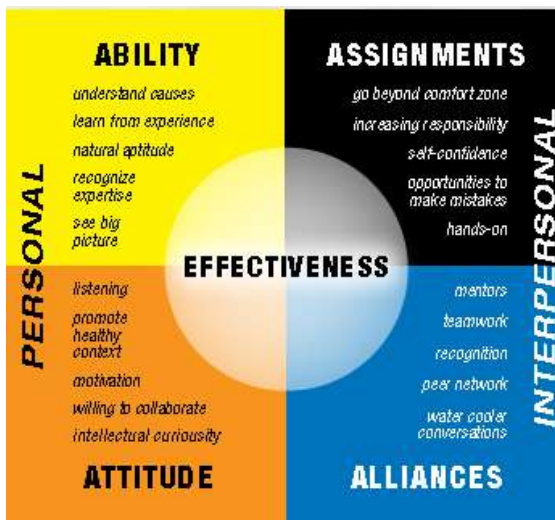 ABILITY
understand causes
learn from experience
natural aptitude
recognize
expertise
see big
picture
ASSIGNMENTS
go beyond comfort zone
increasing responsibility
self-confidence
opportunities to
make mistakes
hands-on
PERSONAL
EFFECTIVENESS
INTERPERSONAL
listening
promote
healthy
context
motivation
willing to collaborate
intellectual curiousity
ATTITUDE
mentors
teamwork
recognition
peer network
water cooler
conversations
ALLIANCES